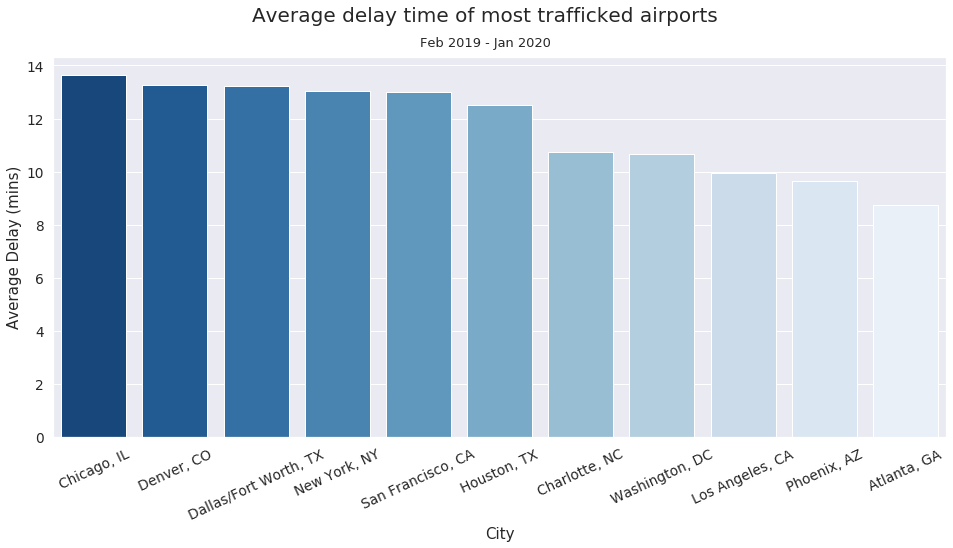 Average delay time of most trafficked airports
Feb 2019 - Jan 2020
Average Delay (mins)
14
12
10
8
6
4
2
0
Chicago, IL
Denver, CO
Dallas/Fort Worth, TX
New York, NY
San Francisco, CA
Houston, TX
Charlotte, NC
Washington, DC
Los Angeles, CA
Phoenix, AZ
Atlanta, GA
City